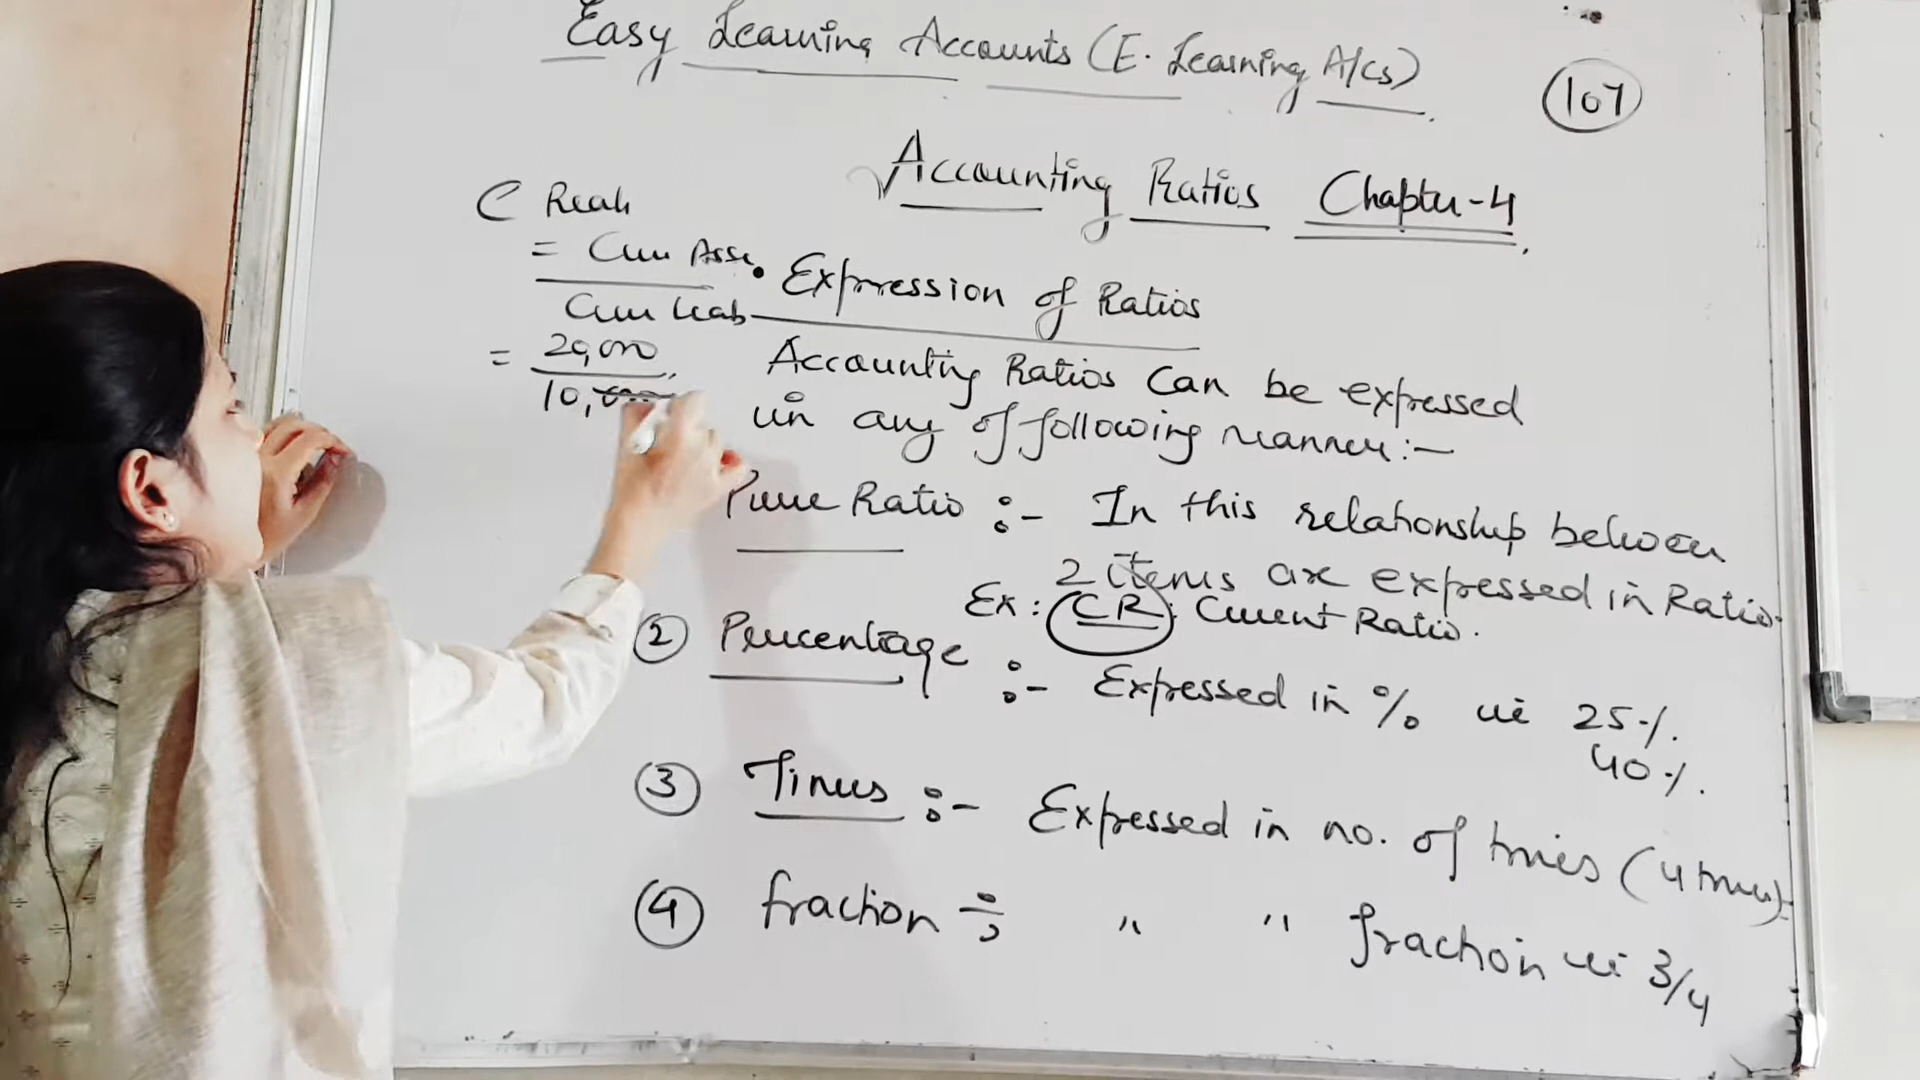 Easy Learning Accounts (E. Learning A/cs)
107
Accounting Ratios Chapter-4
C
= Curr Asse.
Curr Liab
= 20,000
10,000
• Expression of Ratios
Accounting Ratios Can be expressed
in any of following manner:-
Pure Ratio :- In this relationship between
2 items are expressed in Ratio.
Ex: CR: Current Ratio.
② Percentage :- Expressed in % ie 25%.
40%.
③ Times :- Expressed in no. of times (4 times)
④ fraction :- " " fraction ie 3/4